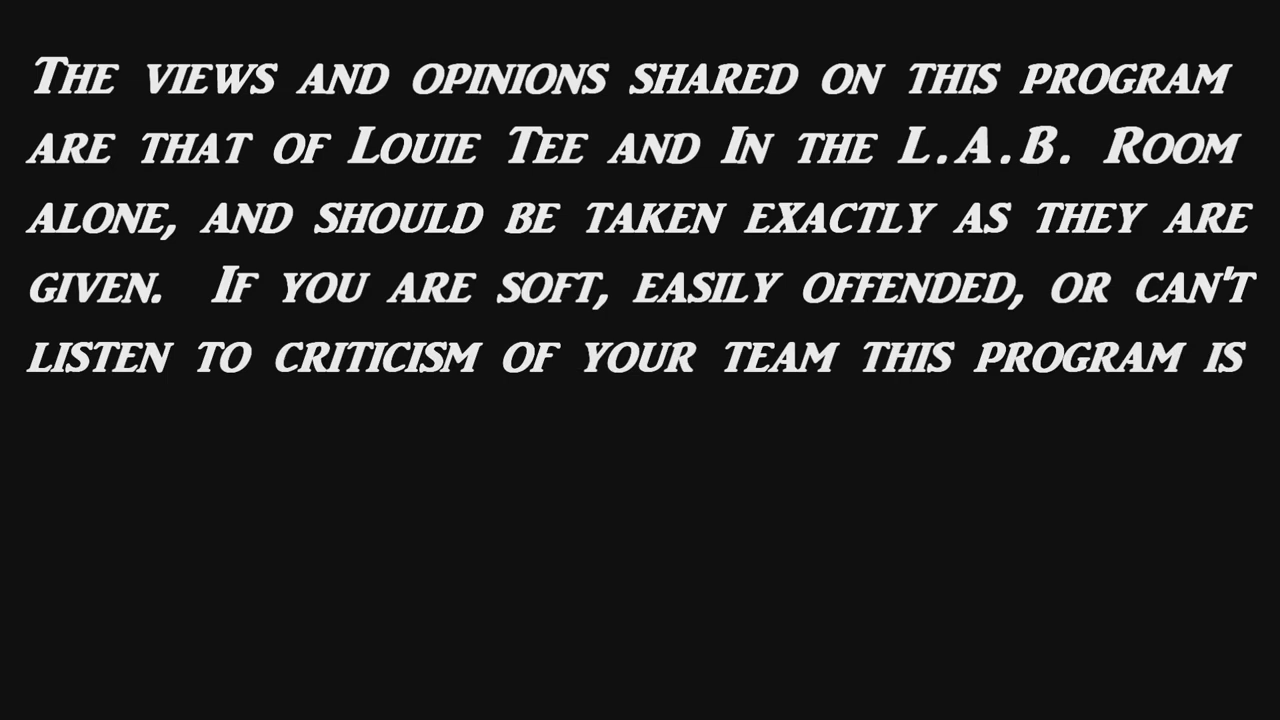 The views and opinions shared on this program
are that of Louie Tee and In the L.A.B. Room
alone, and should be taken exactly as they are
given.  If you are soft, easily offended, or can't
listen to criticism of your team this program is